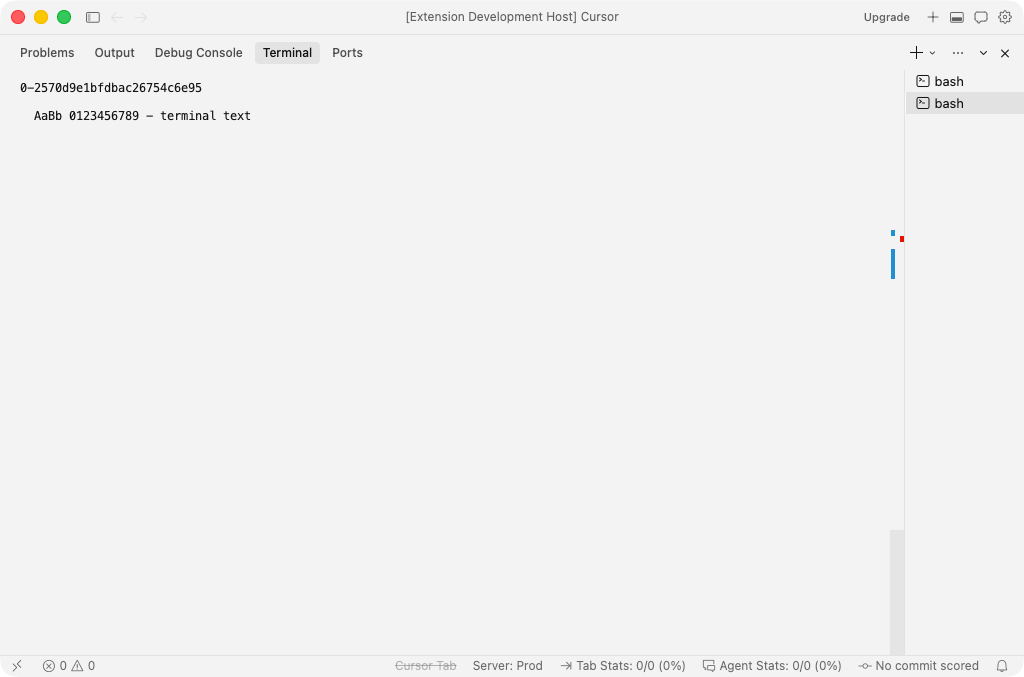 [Extension Development Host] Cursor
Upgrade
Problems Output Debug Console Terminal Ports
0-2570d9e1bfdbac26754c6e95
AaBb 0123456789 - terminal text
bash
bash
0 0
Cursor Tab Server: Prod Tab Stats: 0/0 (0%) Agent Stats: 0/0 (0%) No commit scored